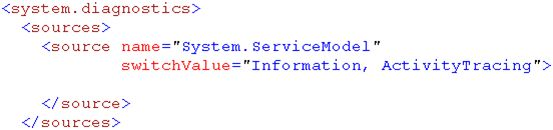 <system.diagnostics>
<sources>
<source name="System.ServiceModel"
switchValue="Information, ActivityTracing">
</source>
</sources>